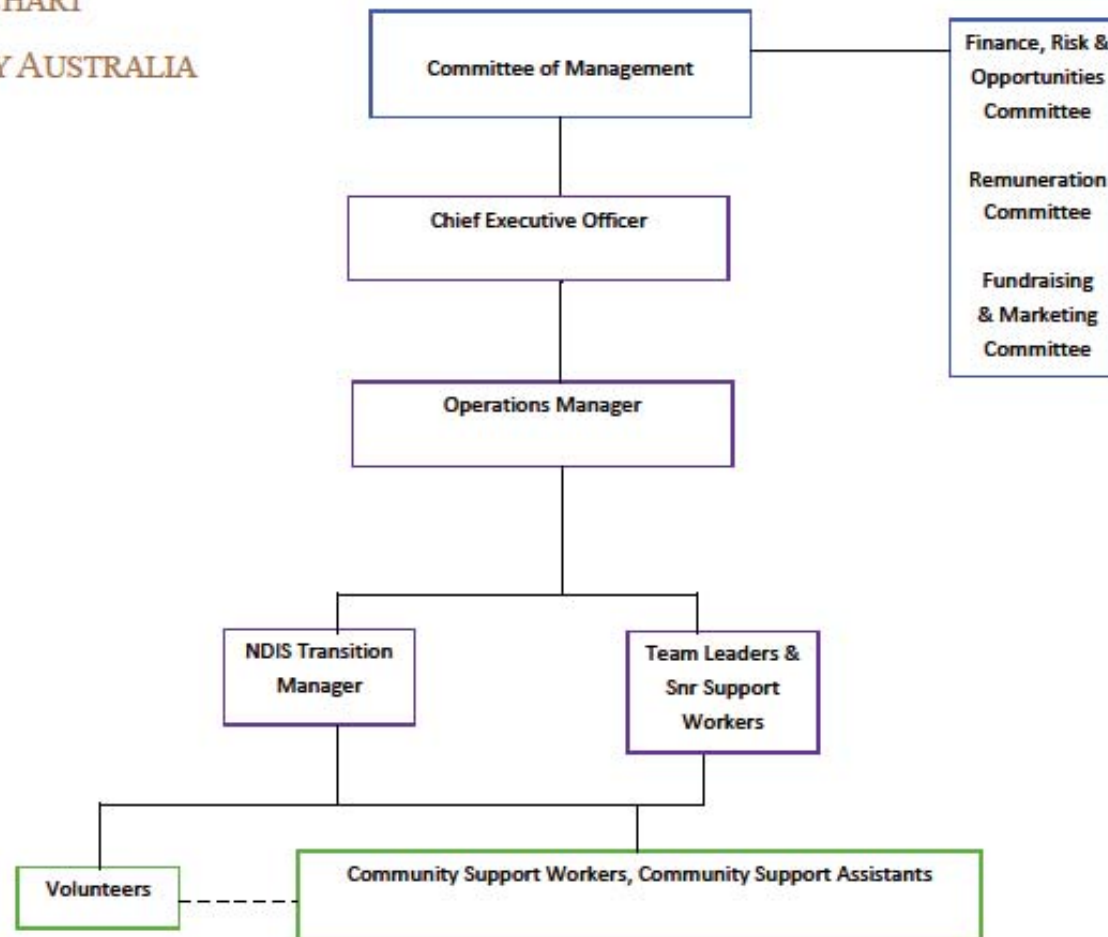 AUSTRALIA
Committee of Management
Finance, Risk &
Opportunities
Committee
Remuneration
Committee
Fundraising
& Marketing
Committee
Chief Executive Officer
Operations Manager
NDIS Transition
Manager
Team Leaders &
Snr Support
Workers
Volunteers
Community Support Workers, Community Support Assistants